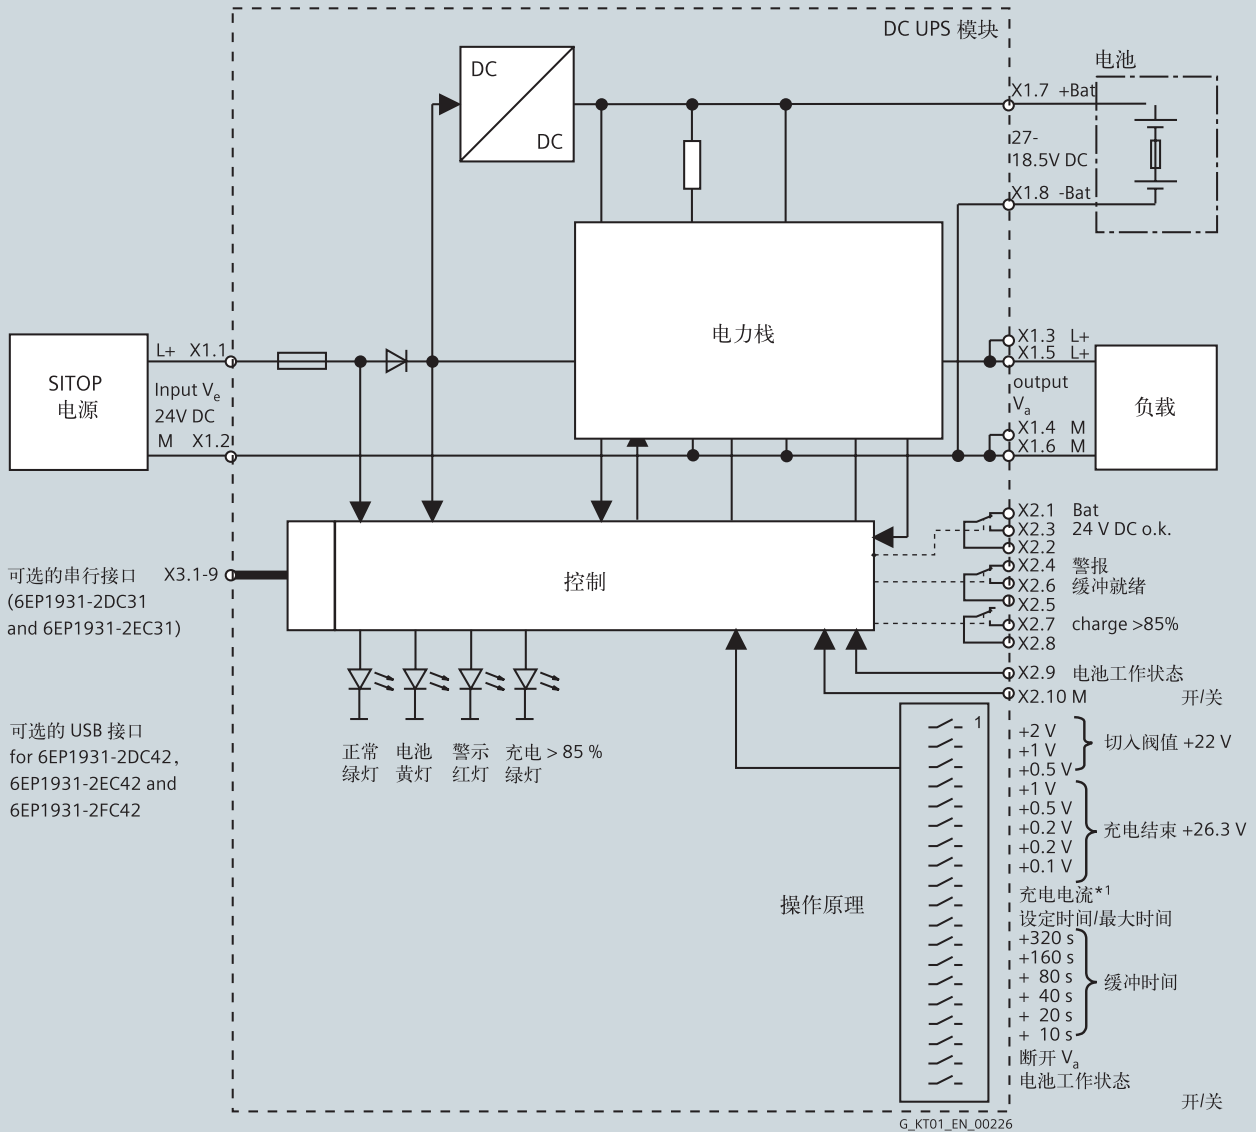 DC UPS 模块
DC
DC
电池
X1.7 +Bat
27-
18.5V DC
X1.8 -Bat
电力栈
SITOP
电源
L+ X1.1
Input Ve
24V DC
M X1.2
X1.3 L+
X1.5 L+
output
Va
X1.4 M
X1.6 M
负载
可选的串行接口
(6EP1931-2DC31
and 6EP1931-2EC31)
X3.1-9
控制
X2.1 Bat
X2.3 24 V DC o.k.
X2.2
X2.4 警报
X2.6 缓冲就绪
X2.5
X2.7 charge >85%
X2.8
X2.9 电池工作状态
X2.10 M
开/关
可选的 USB 接口
for 6EP1931-2DC42,
6EP1931-2EC42 and
6EP1931-2FC42
正常
绿灯
电池
黄灯
警示
红灯
充电 > 85 %
绿灯
1
操作原理
+2 V
+1 V
+0.5 V
切入阀值 +22 V
+1 V
+0.5 V
+0.2 V
+0.2 V
+0.1 V
充电结束 +26.3 V
充电电流*1
设定时间/最大时间
+320 s
+160 s
+ 80 s
+ 40 s
+ 20 s
+ 10 s
缓冲时间
断开 Va
电池工作状态
开/关
G_KT01_EN_00226